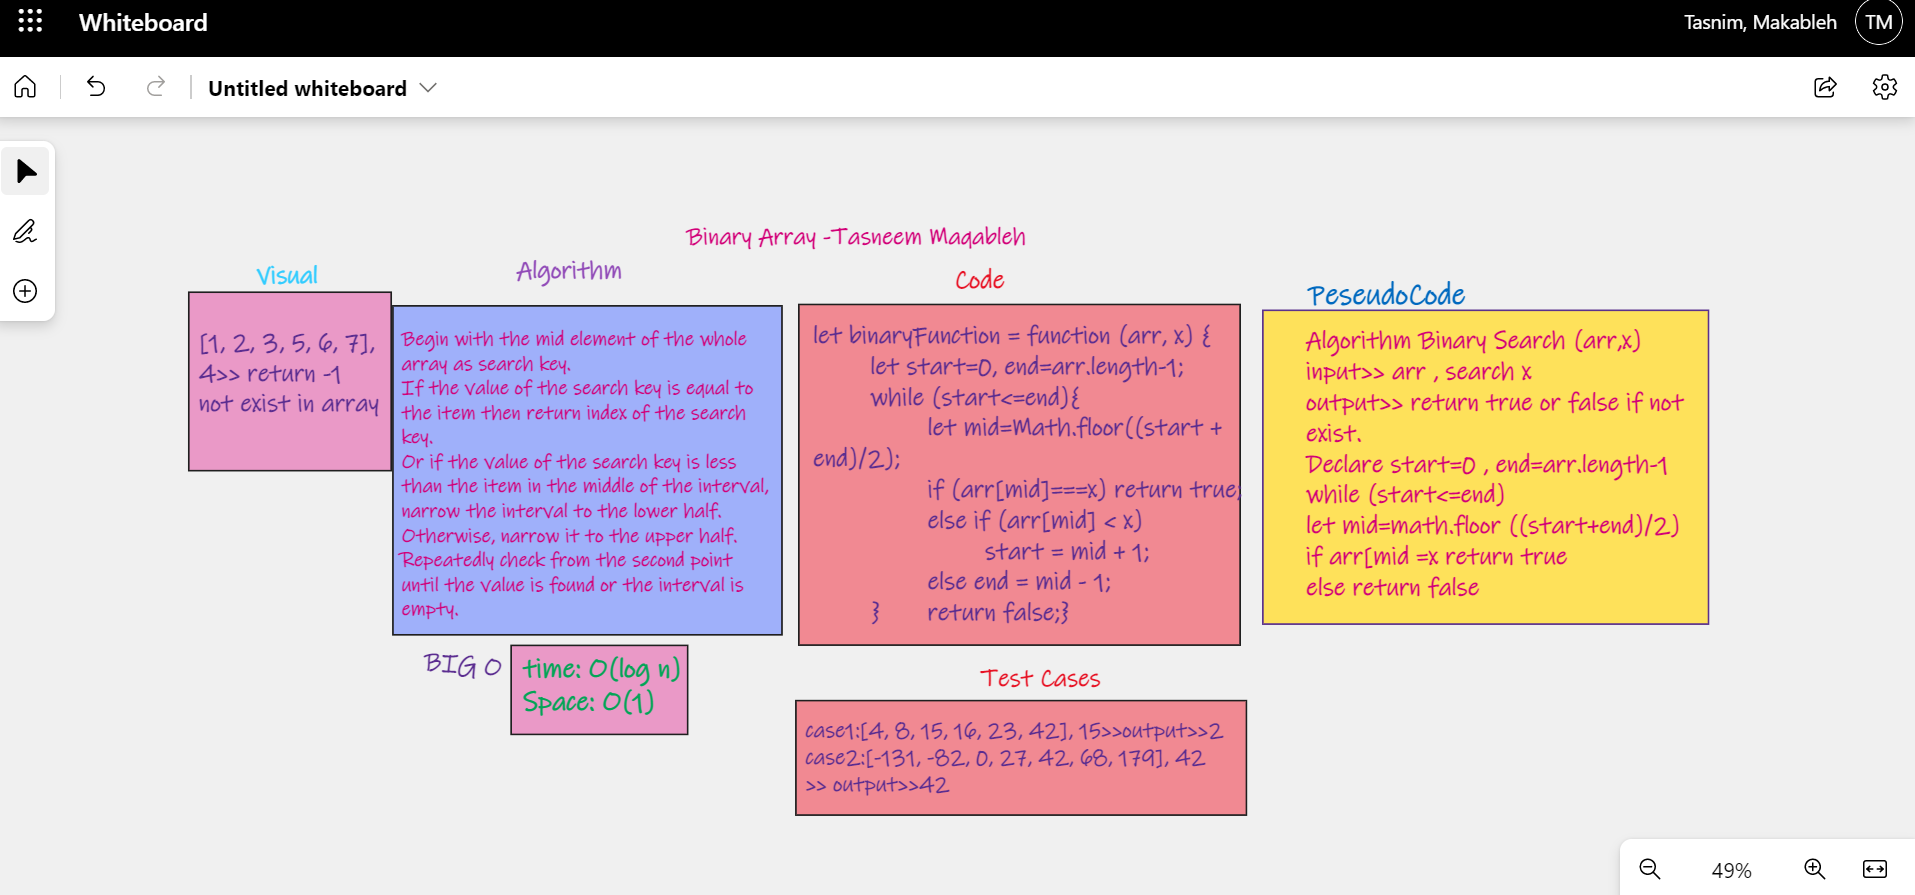 Whiteboard
Tasnim, Makableh
TM
Untitled whiteboard
Binary Array -Tasneem Maqableh
Visual
[1, 2, 3, 5, 6, 7],
4>> return -1
not exist in array
Algorithm
Begin with the mid element of the whole
array as search key.
If the value of the search key is equal to
the item then return index of the search
key.
Or if the value of the search key is less
than the item in the middle of the interval,
narrow the interval to the lower half.
Otherwise, narrow it to the upper half.
Repeatedly check from the second point
until the value is found or the interval is
empty.
BIG O
time: O(log n)
Space: O(1)
Code
let binaryFunction = function (arr, x) {
let start=0, end=arr.length-1;
while (start<=end){
let mid=Math.floor((start +
end)/2);
if (arr[mid]===x) return true;
else if (arr[mid] < x)
start = mid + 1;
else end = mid - 1;
} return false;}
Test Cases
case1:[4, 8, 15, 16, 23, 42], 15>>output>>2
case2:[-131, -82, 0, 27, 42, 68, 179], 42
>> output>>42
PeseudoCode
Algorithm Binary Search (arr,x)
input>> arr , search x
output>> return true or false if not
exist.
Declare start=0 , end=arr.length-1
while (start<=end)
let mid=math.floor ((start+end)/2)
if arr[mid =x return true
else return false
49%